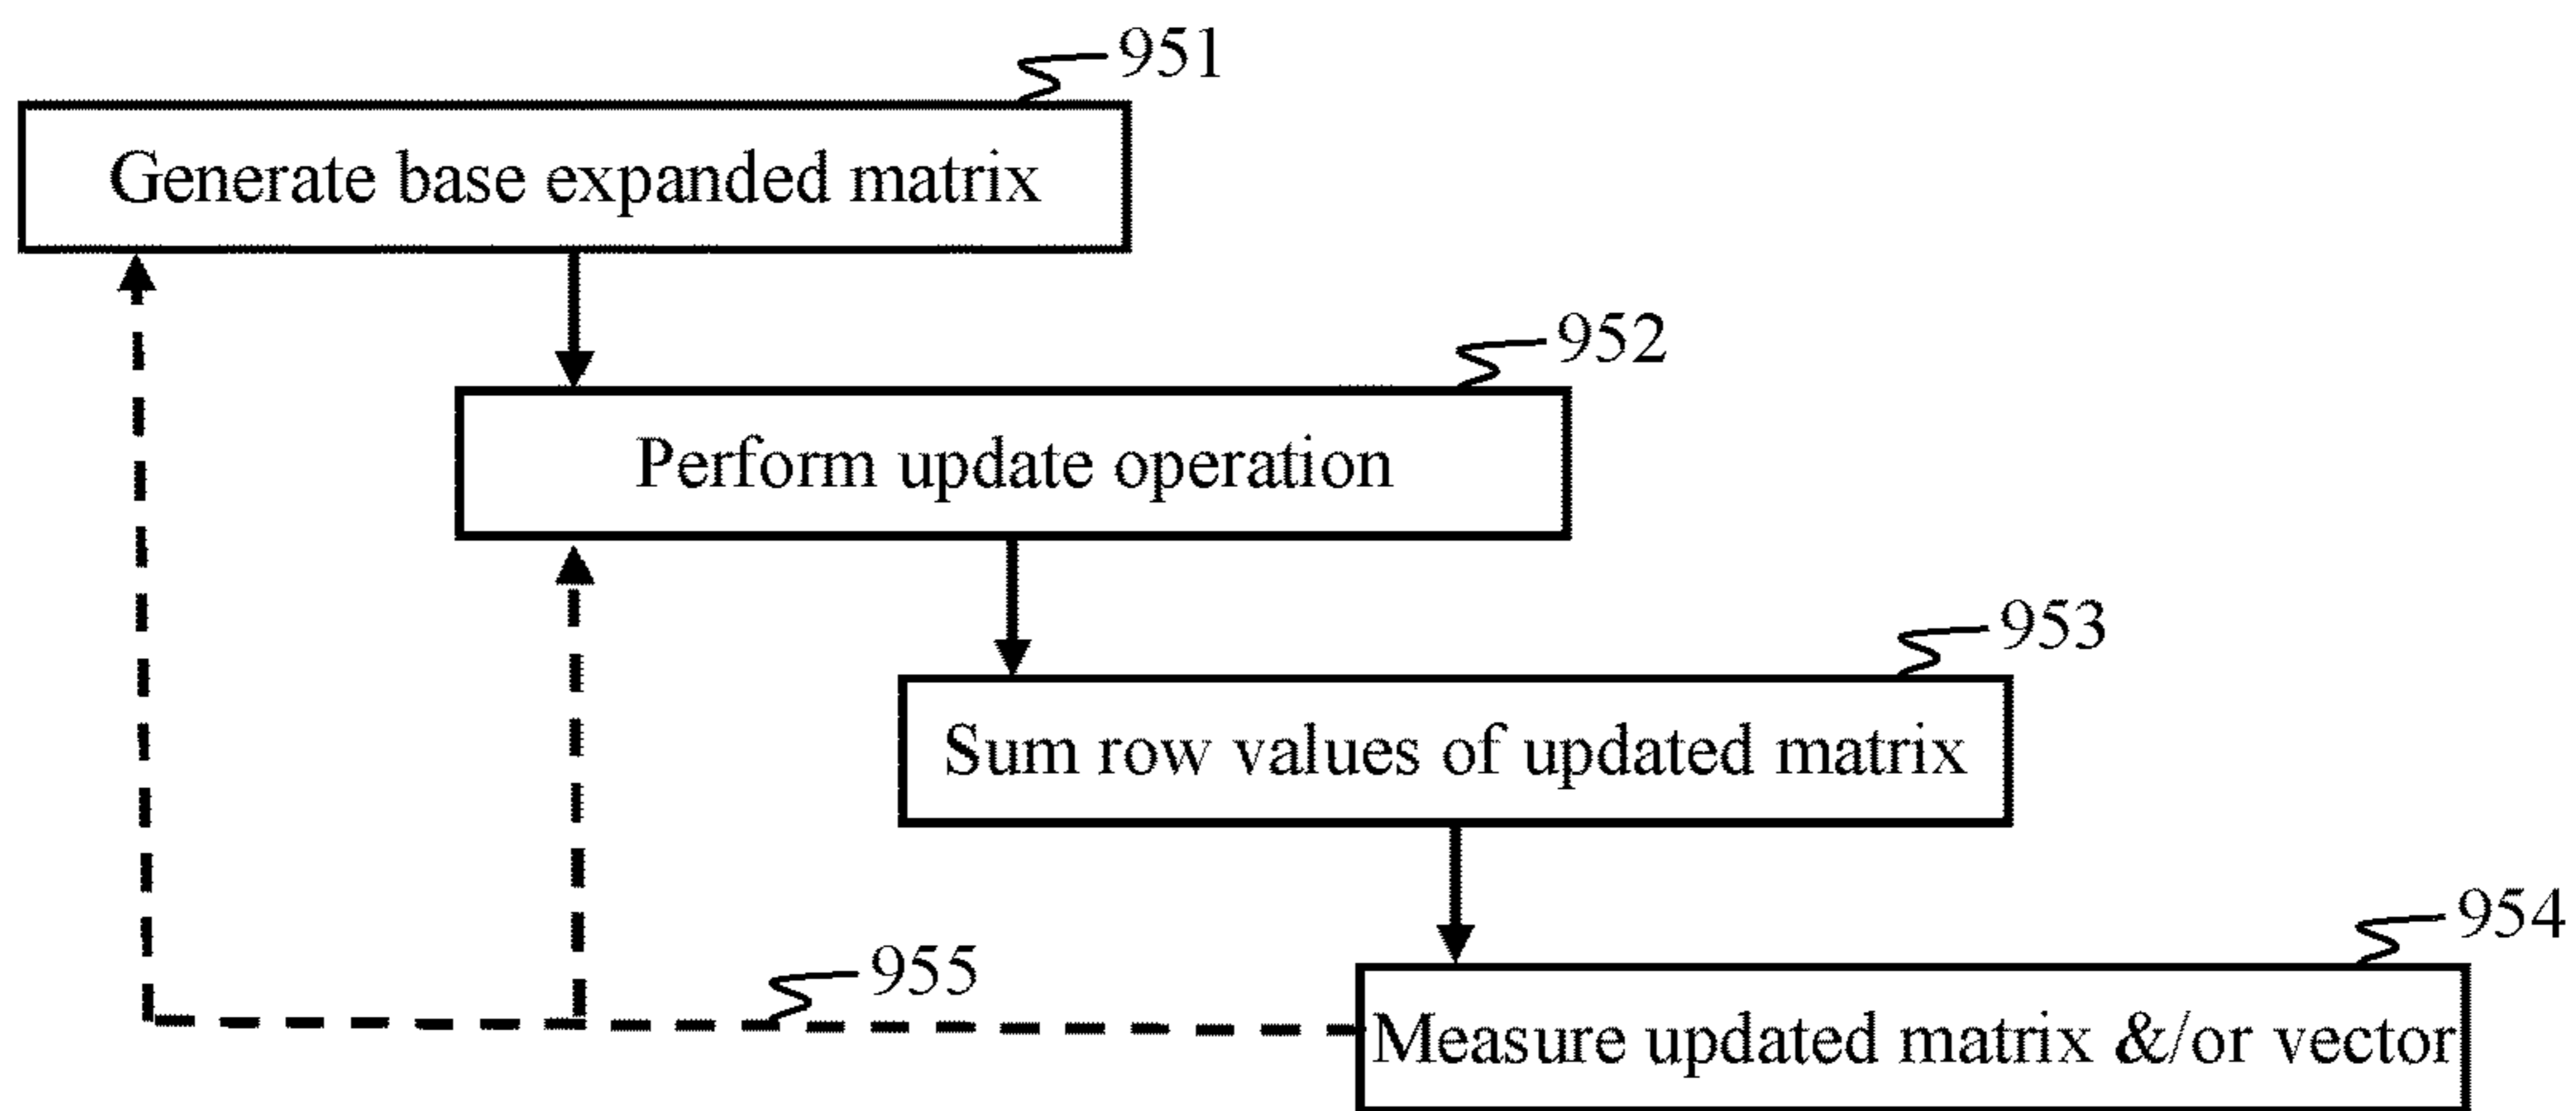 951
Generate base expanded matrix
952
Perform update operation
953
Sum row values of updated matrix
954
955
Measure updated matrix &/or vector